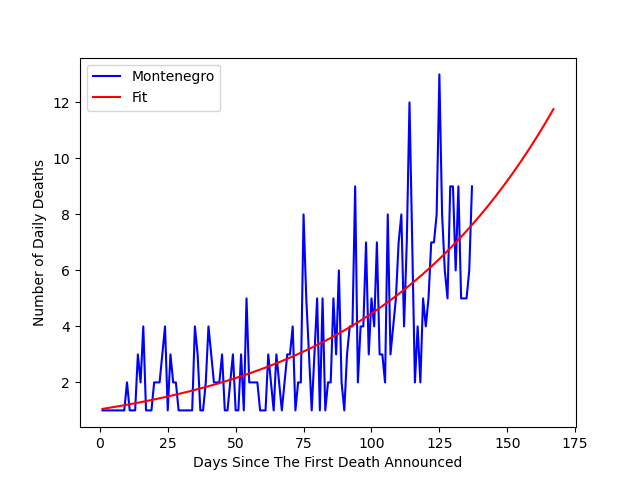 Montenegro
Fit
Number of Daily Deaths
12
10
8
6
4
2
0 25 50 75 100 125 150 175
Days Since The First Death Announced